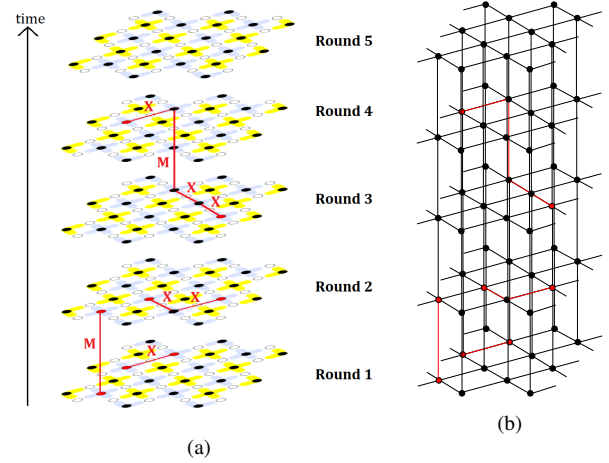 time
Round 5
Round 4
X
M
Round 3
X
X
Round 2
X
X
M
Round 1
X
(a)
(b)